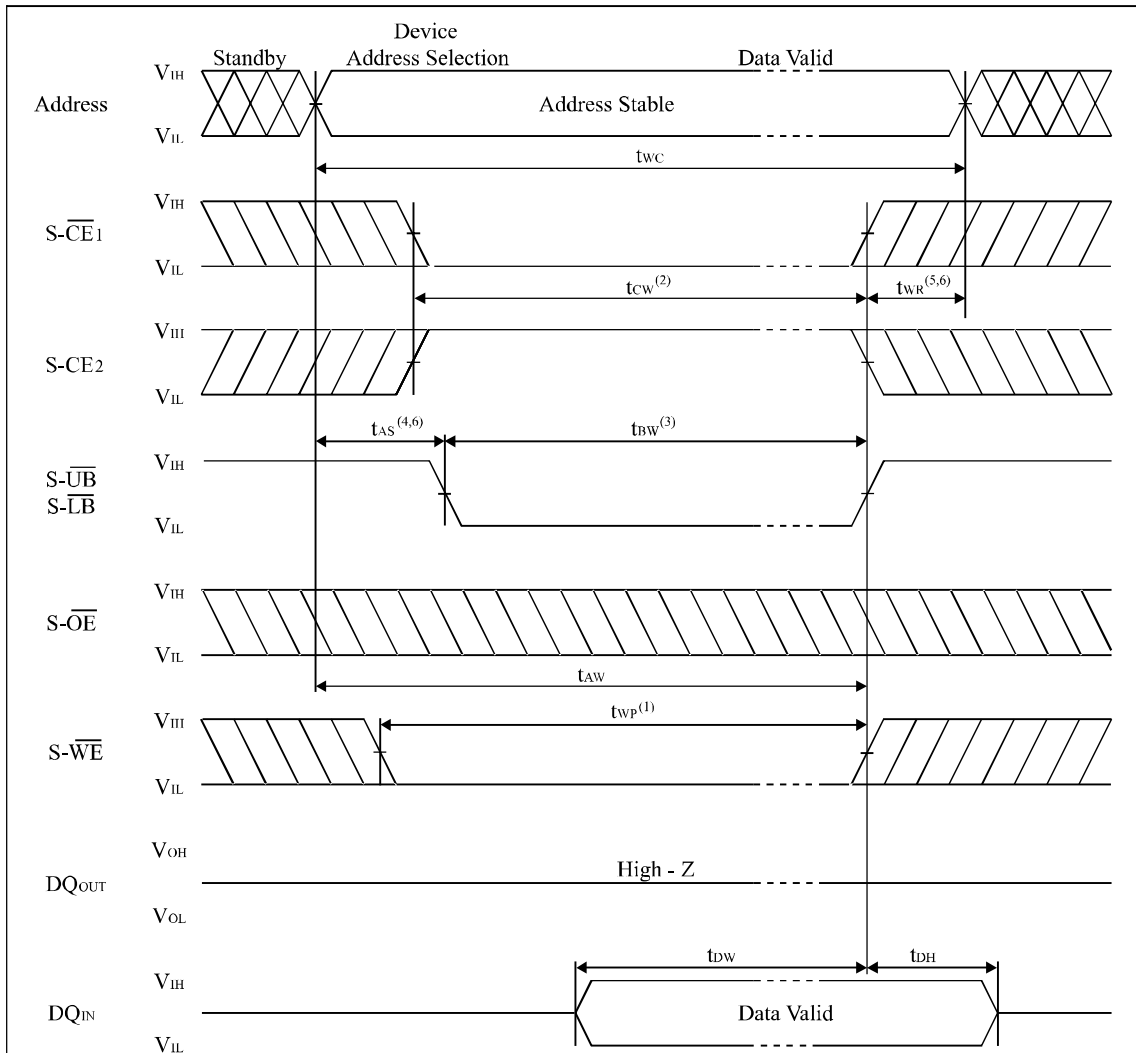 Device
Standby Address Selection Data Valid
VIH
Address Address Stable
VIL
tWC
VIH
S-CE1
VIL
tCW(2) tWR(5,6)
VIH
S-CE2
VIL
tAS(4,6) tBW(3)
VIH
S-UB
S-LB
VIL
VIH
S-OE
VIL
tAW
tWP(1)
VIH
S-WE
VIL
VOH
High - Z
DQOUT
VOL
tDW tDH
VIH
DQIN Data Valid
VIL